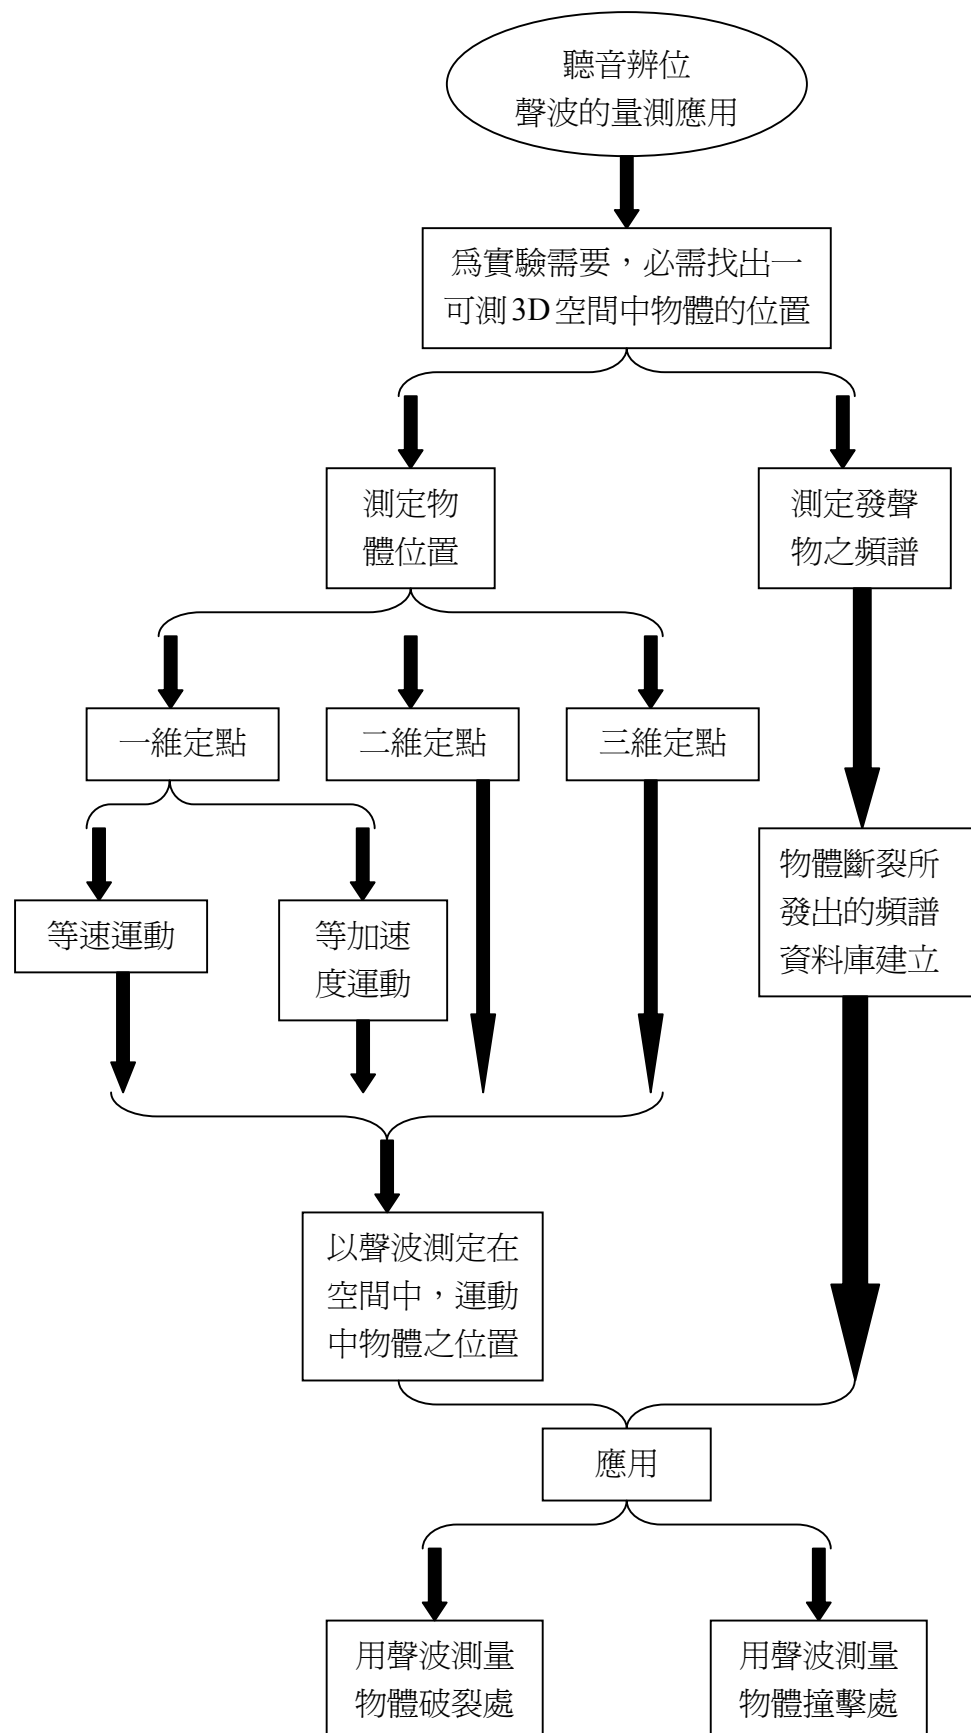 聽音辨位
聲波的量測應用
為實驗需要，必需找出一
可測3D空間中物體的位置
測定物
體位置
測定發聲
物之頻譜
一維定點
二維定點
三維定點
等速運動
等加速
度運動
物體斷裂所
發出的頻譜
資料庫建立
以聲波測定在
空間中，運動
中物體之位置
應用
用聲波測量
物體破裂處
用聲波測量
物體撞擊處